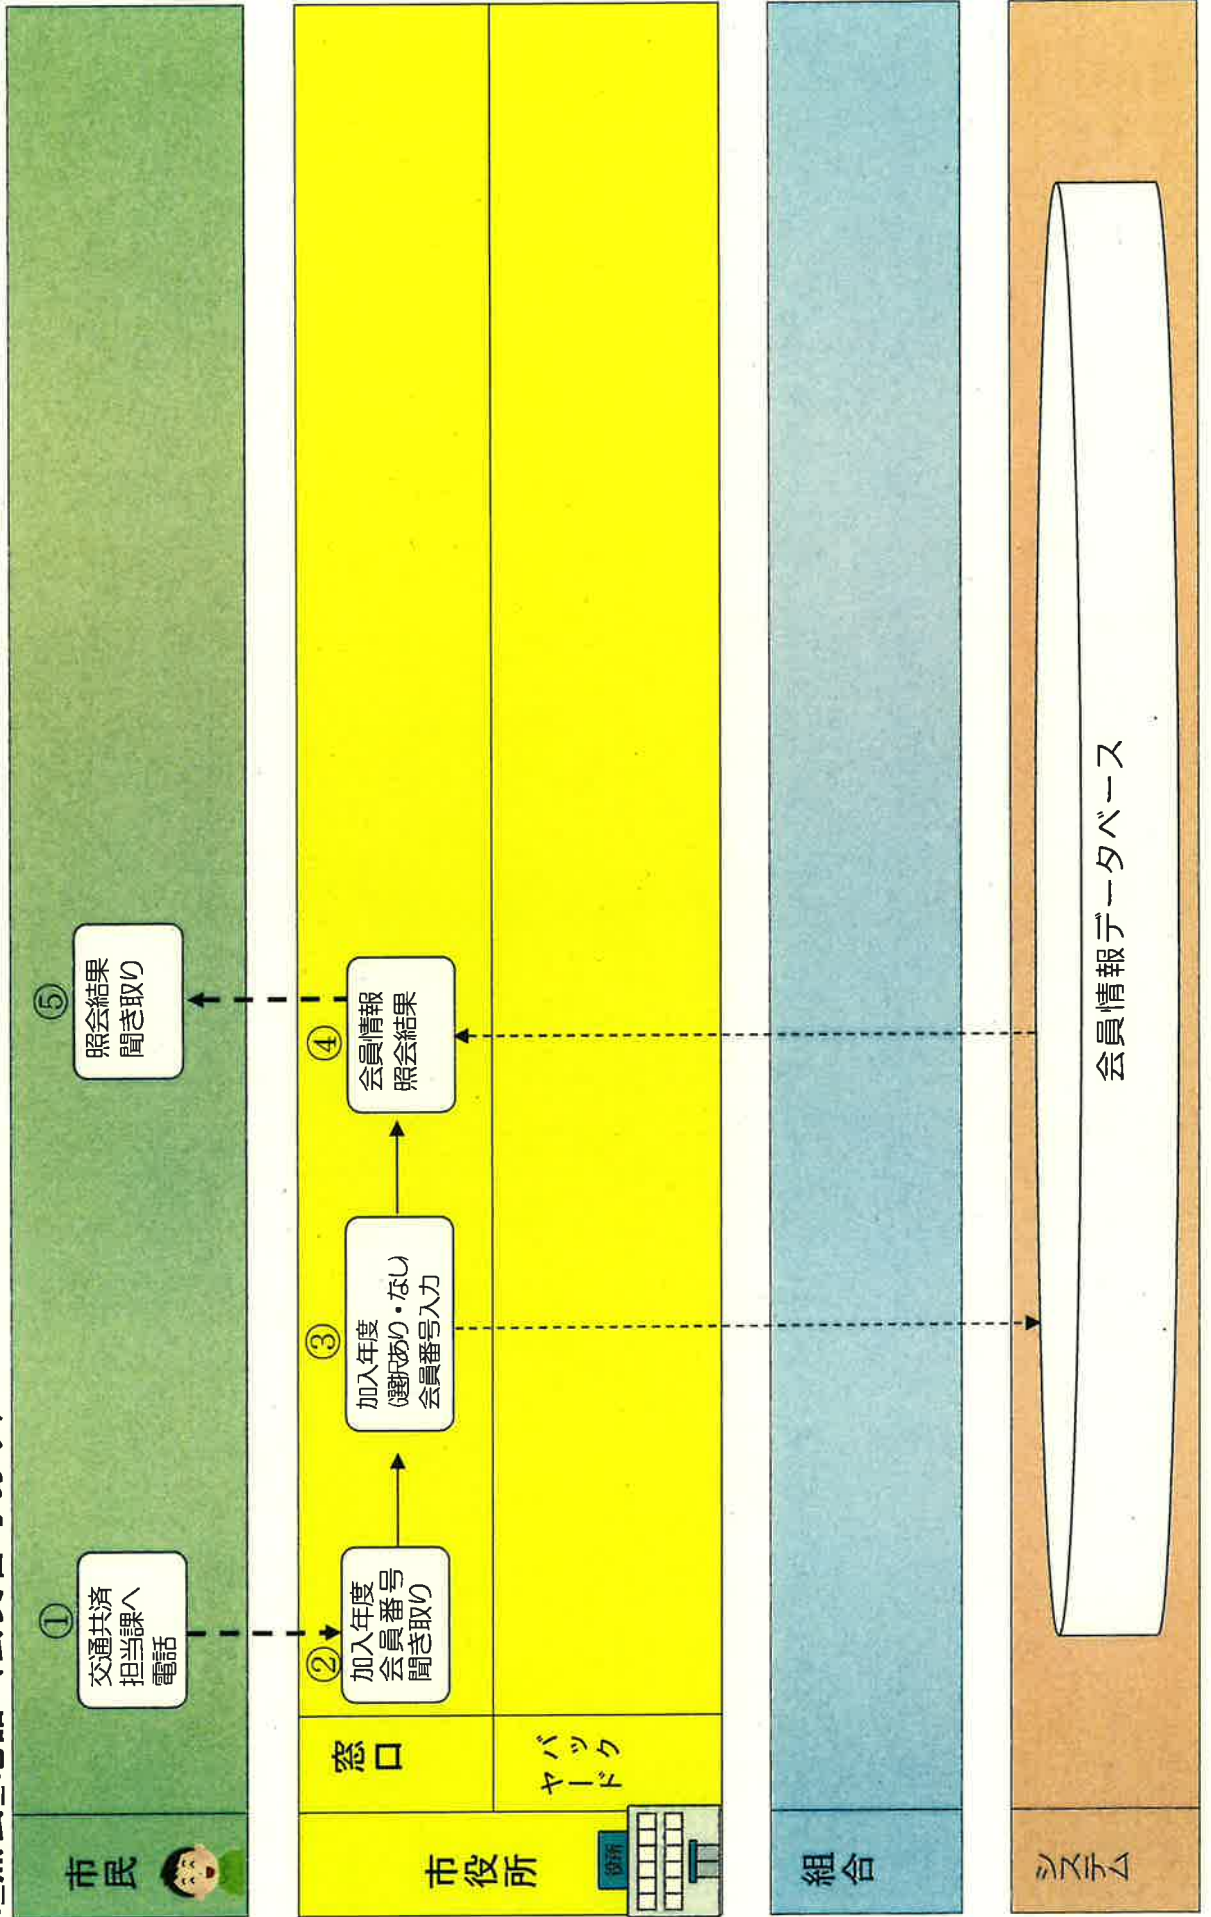 市民
①
交通共済
担当課へ
電話
⑤
照会結果
聞き取り
市役所
役所
窓口
②
加入年度
会員番号
聞き取り
③
加入年度
(選択あり・なし)
会員番号入力
④
会員情報
照会結果
バックヤード
組合
システム
会員情報データベース